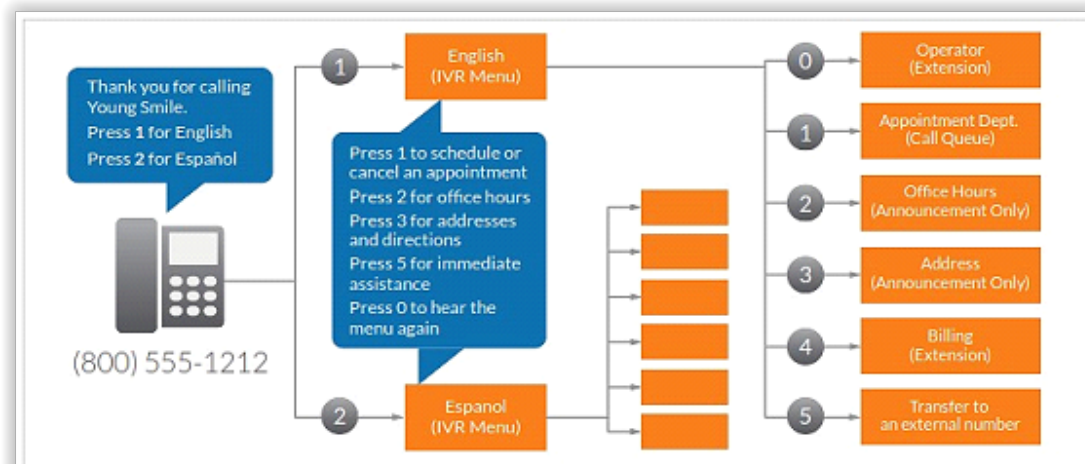 Thank you for calling
Young Smile.
Press 1 for English
Press 2 for Español
(800) 555-1212
1
English
(IVR Menu)
Press 1 to schedule or
cancel an appointment
Press 2 for office hours
Press 3 for addresses
and directions
Press 5 for immediate
assistance
Press 0 to hear the
menu again
2
Espanol
(IVR Menu)
0
Operator
(Extension)
1
Appointment Dept.
(Call Queue)
2
Office Hours
(Announcement Only)
3
Address
(Announcement Only)
4
Billing
(Extension)
5
Transfer to
an external number